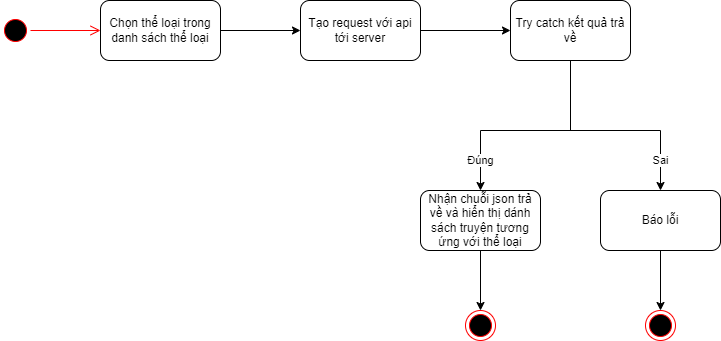 Chọn thể loại trong
danh sách thể loại
Tạo request với api
tới server
Try catch kết quả trả
về
Đúng
Sai
Nhận chuỗi json trả
về và hiển thị dánh
sách truyện tương
ứng với thể loại
Báo lỗi